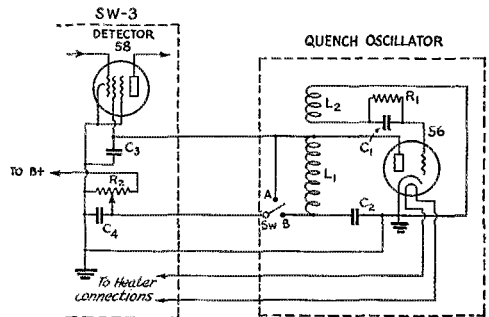 SW-3
DETECTOR
58
QUENCH OSCILLATOR
L2
R1
C1
56
C3
TO B+
R2
L1
A
C4
SW
B
C2
To Heater
connections